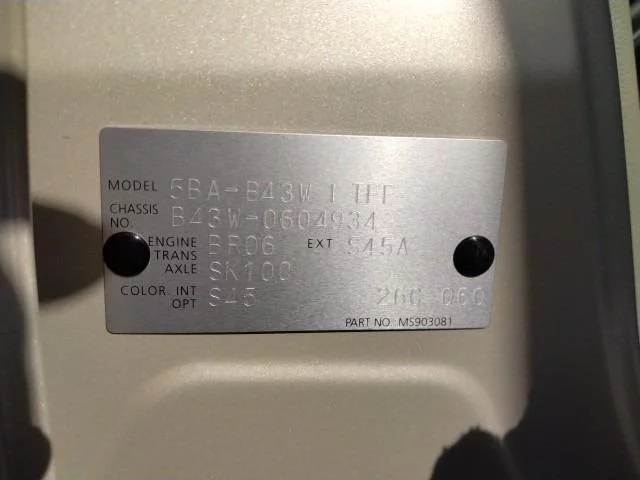 MODEL 5BA-B43W LTFF
CHASSIS NO. B43W-0604934
ENGINE BR06 EXT S45A
TRANS AXLE SK100
COLOR. INT OPT S45 26C-060
PART NO. MS903081